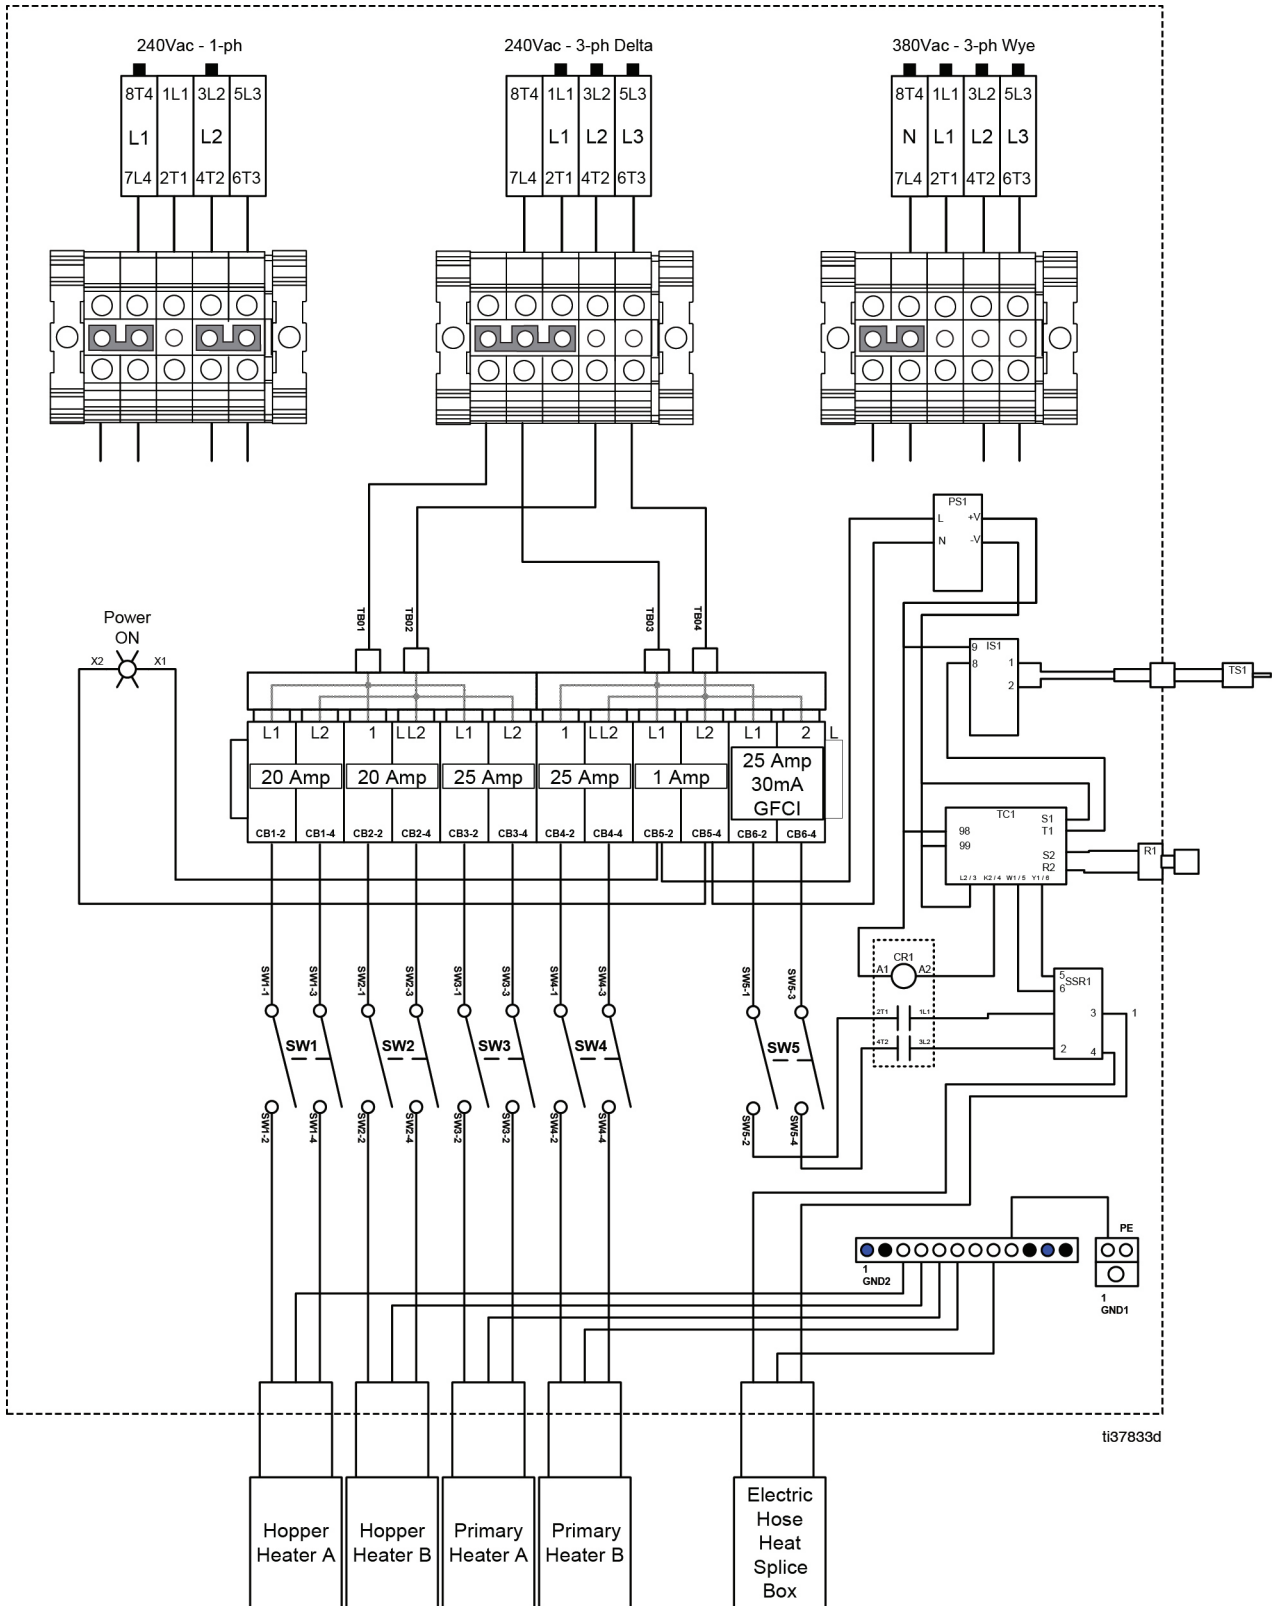 240Vac - 1-ph
240Vac - 3-ph Delta
380Vac - 3-ph Wye
8T4 1L1 3L2 5L3
L1 L2
7L4 2T1 4T2 6T3
8T4 1L1 3L2 5L3
L1 L2 L3
7L4 2T1 4T2 6T3
8T4 1L1 3L2 5L3
N L1 L2 L3
7L4 2T1 4T2 6T3
PS1
L +V
N -V
TB01 TB02 TB03 TB04
Power
ON
X2 X1
IS1
9 1
8 2
TS1
L1 L2 1 L L2 L1 L2 1 L L2 L1 L2 L1 2 L
20 Amp 20 Amp 25 Amp 25 Amp 1 Amp
25 Amp
30mA
GFCI
CB1-2 CB1-4 CB2-2 CB2-4 CB3-2 CB3-4 CB4-2 CB4-4 CB5-2 CB5-4 CB6-2 CB6-4
TC1
S1
98 T1
99
S2
R2
L2 / 3 K2 / 4 W1 / 5 Y1 / 6
R1
CR1
A1 A2
2T1 1L1
4T2 3L2
5 SSR1
6
3 1
2 4
SW1-1 SW1-3 SW2-1 SW2-3 SW3-1 SW3-3 SW4-1 SW4-3 SW5-1 SW5-3
SW1 SW2 SW3 SW4 SW5
SW1-2 SW1-4 SW2-2 SW2-4 SW3-2 SW3-2 SW4-2 SW4-4 SW5-2 SW5-4
PE
1
GND2
1
GND1
ti37833d
Hopper
Heater A
Hopper
Heater B
Primary
Heater A
Primary
Heater B
Electric
Hose
Heat
Splice
Box